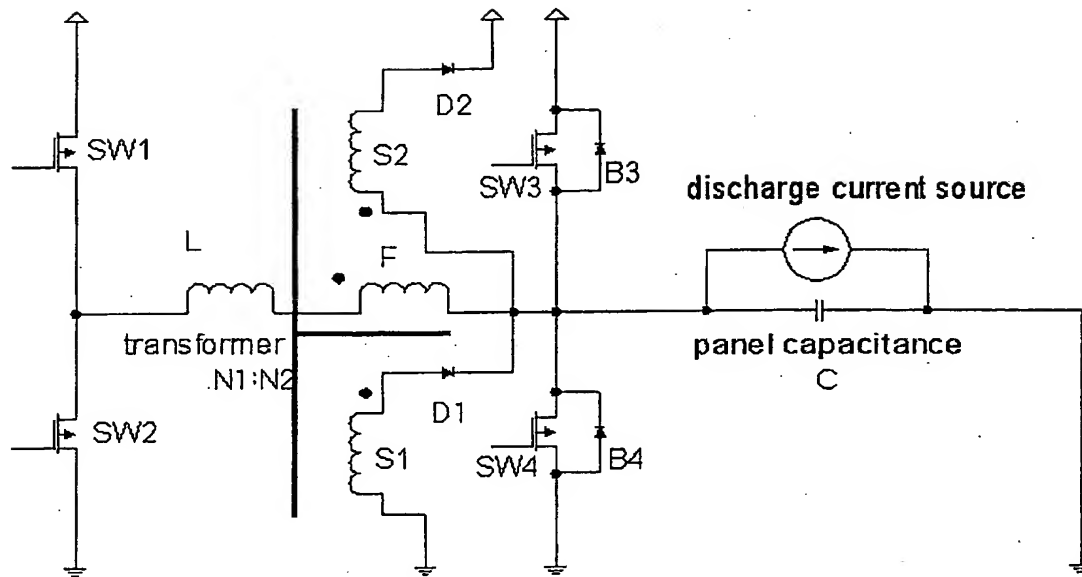 D2
SW1
S2
SW3
B3
discharge current source
L
F
transformer
.N1:N2
panel capacitance
C
D1
SW2
S1
SW4
B4